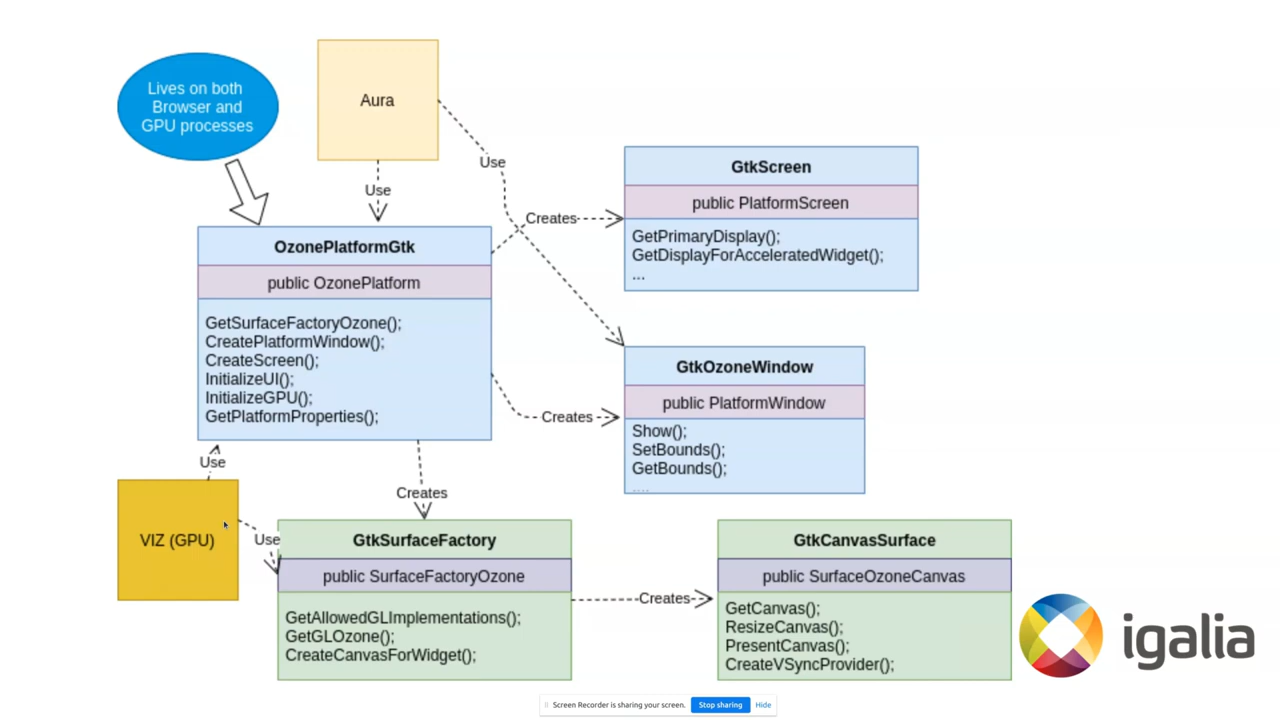 Lives on both
Browser and
GPU processes
Aura
Use
Use
Creates
GtkScreen
public PlatformScreen
GetPrimaryDisplay();
GetDisplayForAcceleratedWidget();
...
OzonePlatformGtk
public OzonePlatform
GetSurfaceFactoryOzone();
CreatePlatformWindow();
CreateScreen();
InitializeUI();
InitializeGPU();
GetPlatformProperties();
Creates
GtkOzoneWindow
public PlatformWindow
Show();
SetBounds();
GetBounds();
....
Use
Creates
VIZ (GPU)
Use
GtkSurfaceFactory
public SurfaceFactoryOzone
GetAllowedGLImplementations();
GetGLOzone();
CreateCanvasForWidget();
Creates
GtkCanvasSurface
public SurfaceOzoneCanvas
GetCanvas();
ResizeCanvas();
PresentCanvas();
CreateVSyncProvider();
igalia
Screen Recorder is sharing your screen. Stop sharing Hide